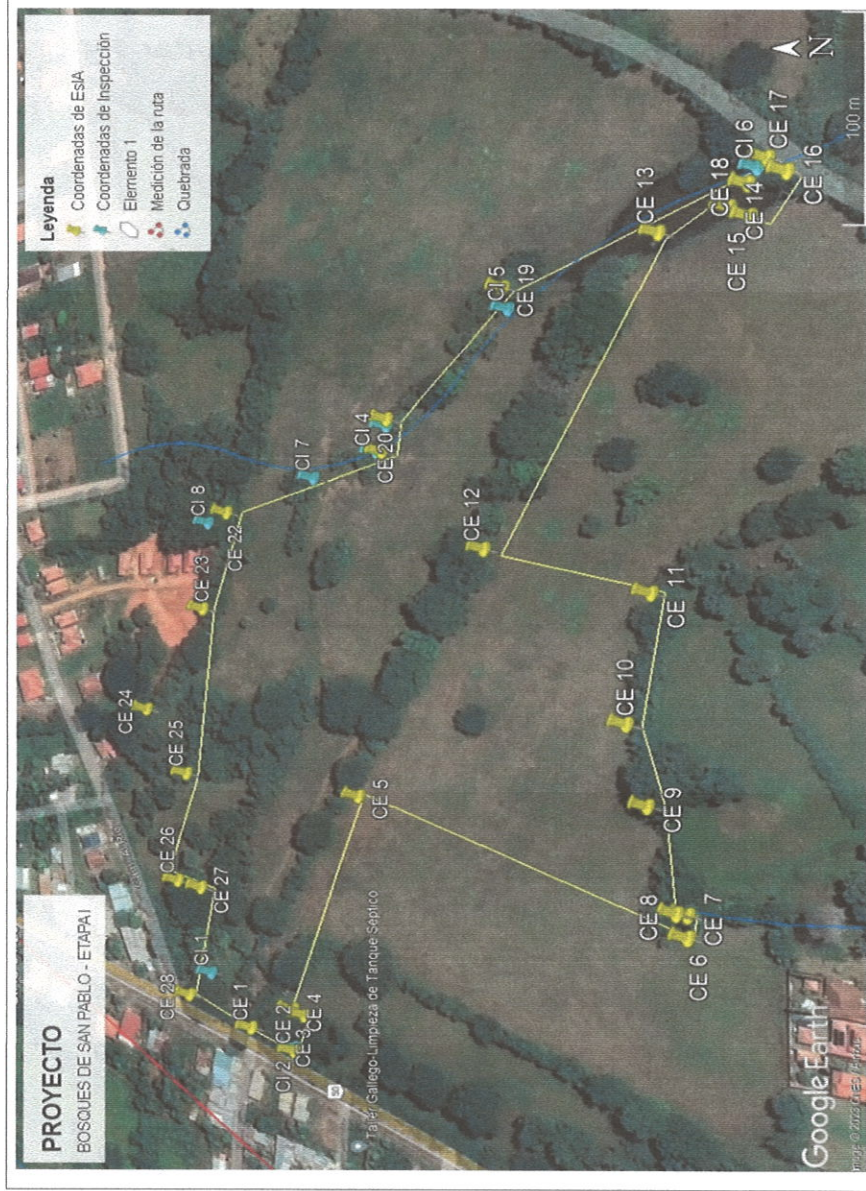 PROYECTO
BOSQUES DE SAN PABLO - ETAPA I
Leyenda
Coordenadas de EsIA
Coordenadas de Inspección
Elemento 1
Medición de la ruta
Quebrada
CE 28
CI 1
CE 1
CE 2
CI 2
CE 3
CE 4
CE 26
CE 27
CE 25
CE 24
CE 23
CI 8
CE 22
CI 7
CI 4
CE 20
CI 5
CE 19
CE 13
CE 18
CI 6
CE 17
CE 14
CE 15
CE 16
CE 12
CE 5
CE 11
CE 10
CE 9
CE 8
CE 7
CE 6
Taller Gallego-Limpieza de Tanque Septico
Google Earth
N
100 m